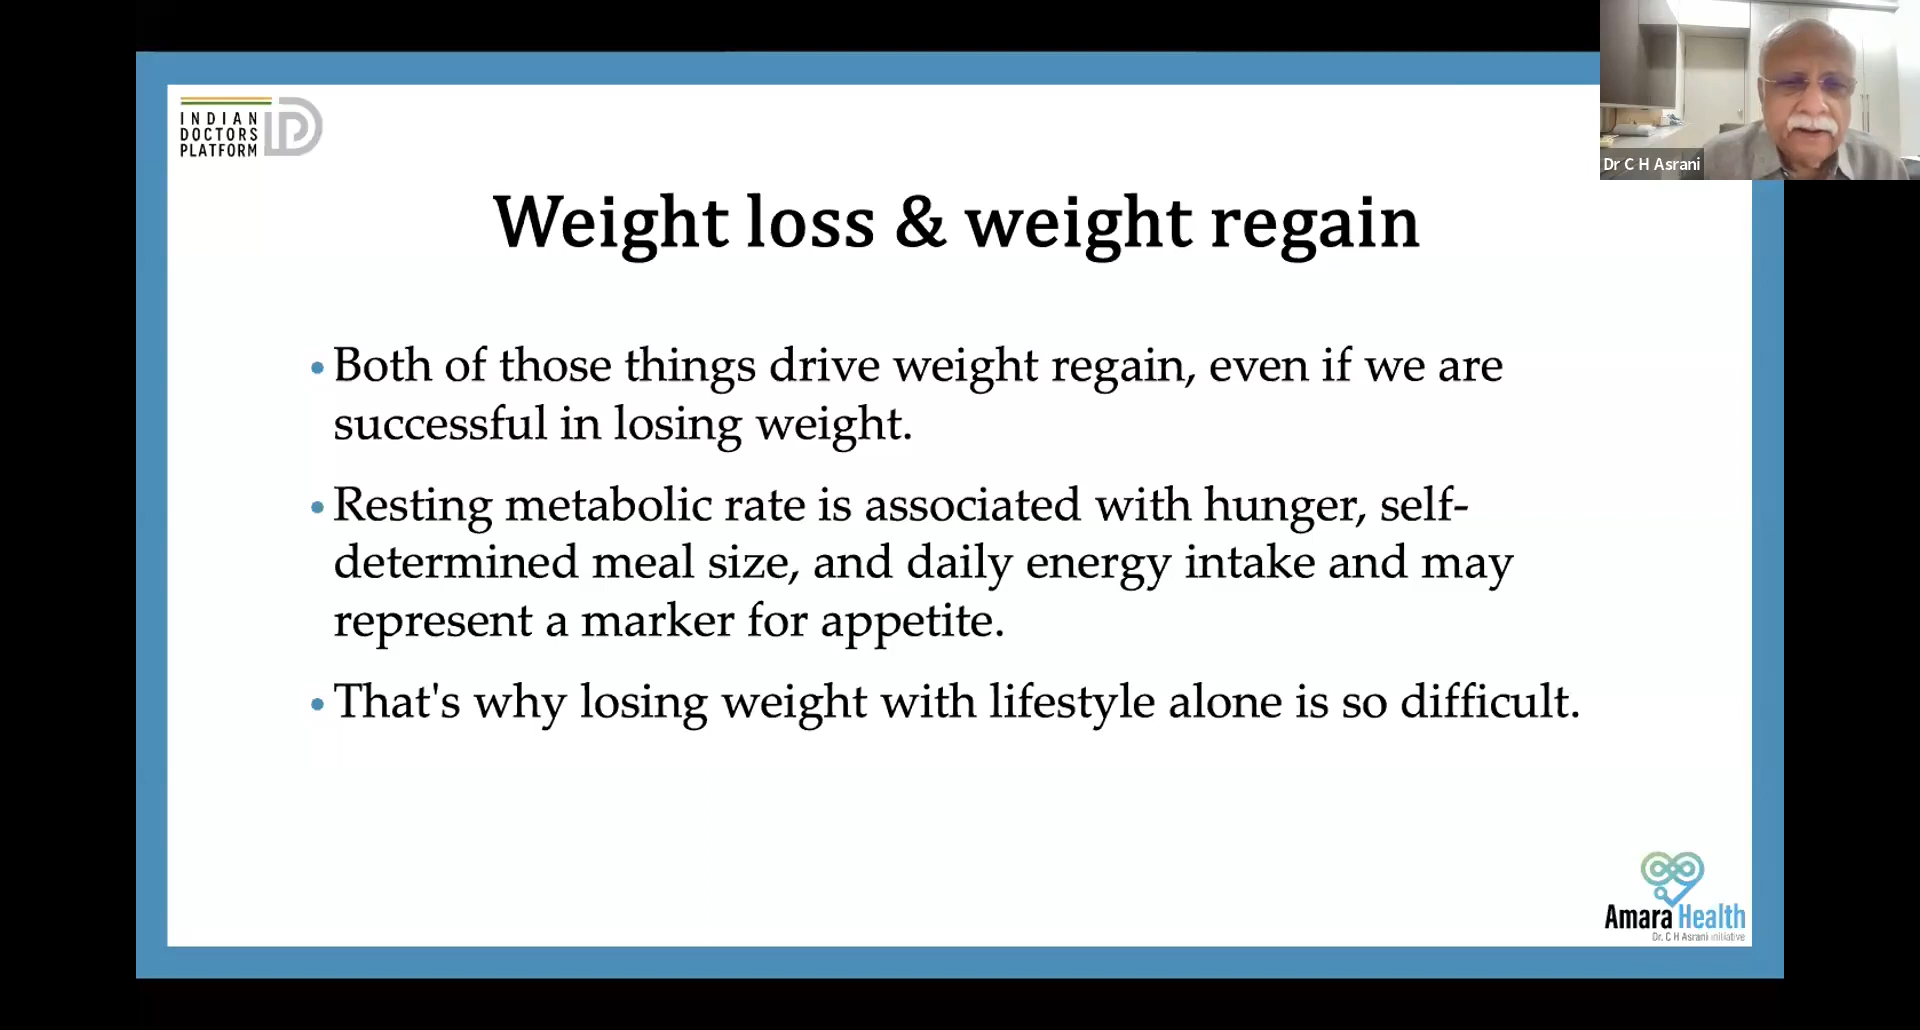 INDIAN
DOCTORS
PLATFORM
Dr C H Asrani
Weight loss & weight regain
• Both of those things drive weight regain, even if we are
successful in losing weight.
• Resting metabolic rate is associated with hunger, self-
determined meal size, and daily energy intake and may
represent a marker for appetite.
• That's why losing weight with lifestyle alone is so difficult.
Amara Health
Dr. C H Asrani initiative